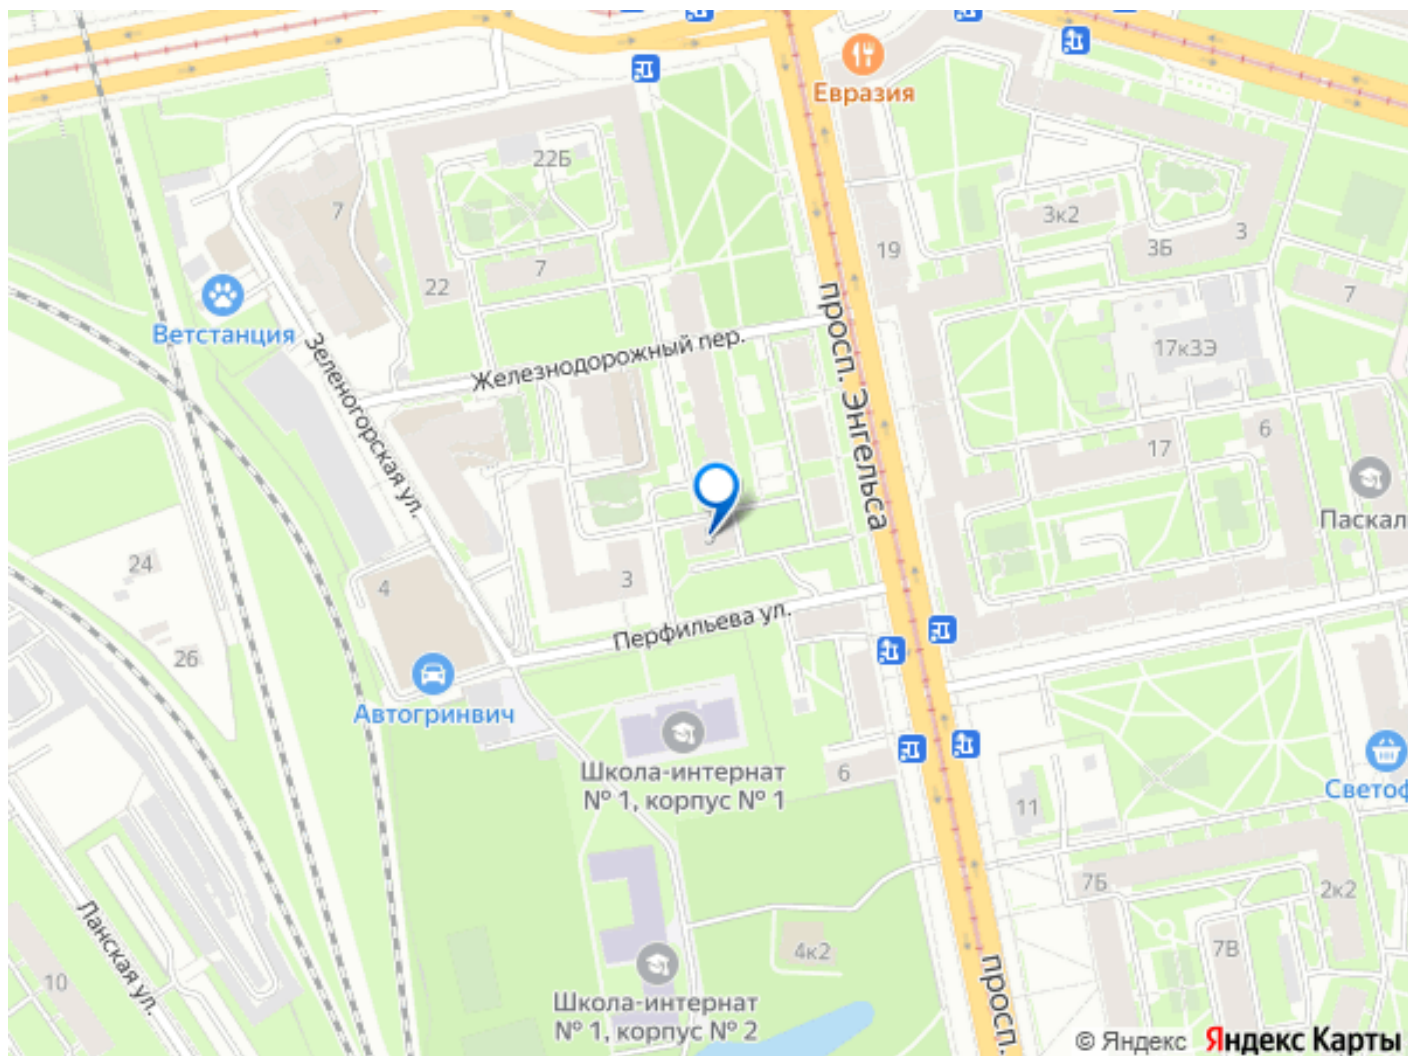 Евразия
22Б
7
3к2
19
3Б
3
22
7
7
Ветстанция
Железнодорожный пер.
просп. Энгельса
17к3Э
Зеленогорская ул.
6
17
Паскал
24
4
3
Перфильева ул.
26
Автогринвич
Школа-интернат
№ 1, корпус № 1
6
11
Светоф
7Б
2к2
Ланская ул.
10
4к2
7В
просп.
Школа-интернат
№ 1, корпус № 2
© Яндекс Яндекс Карты